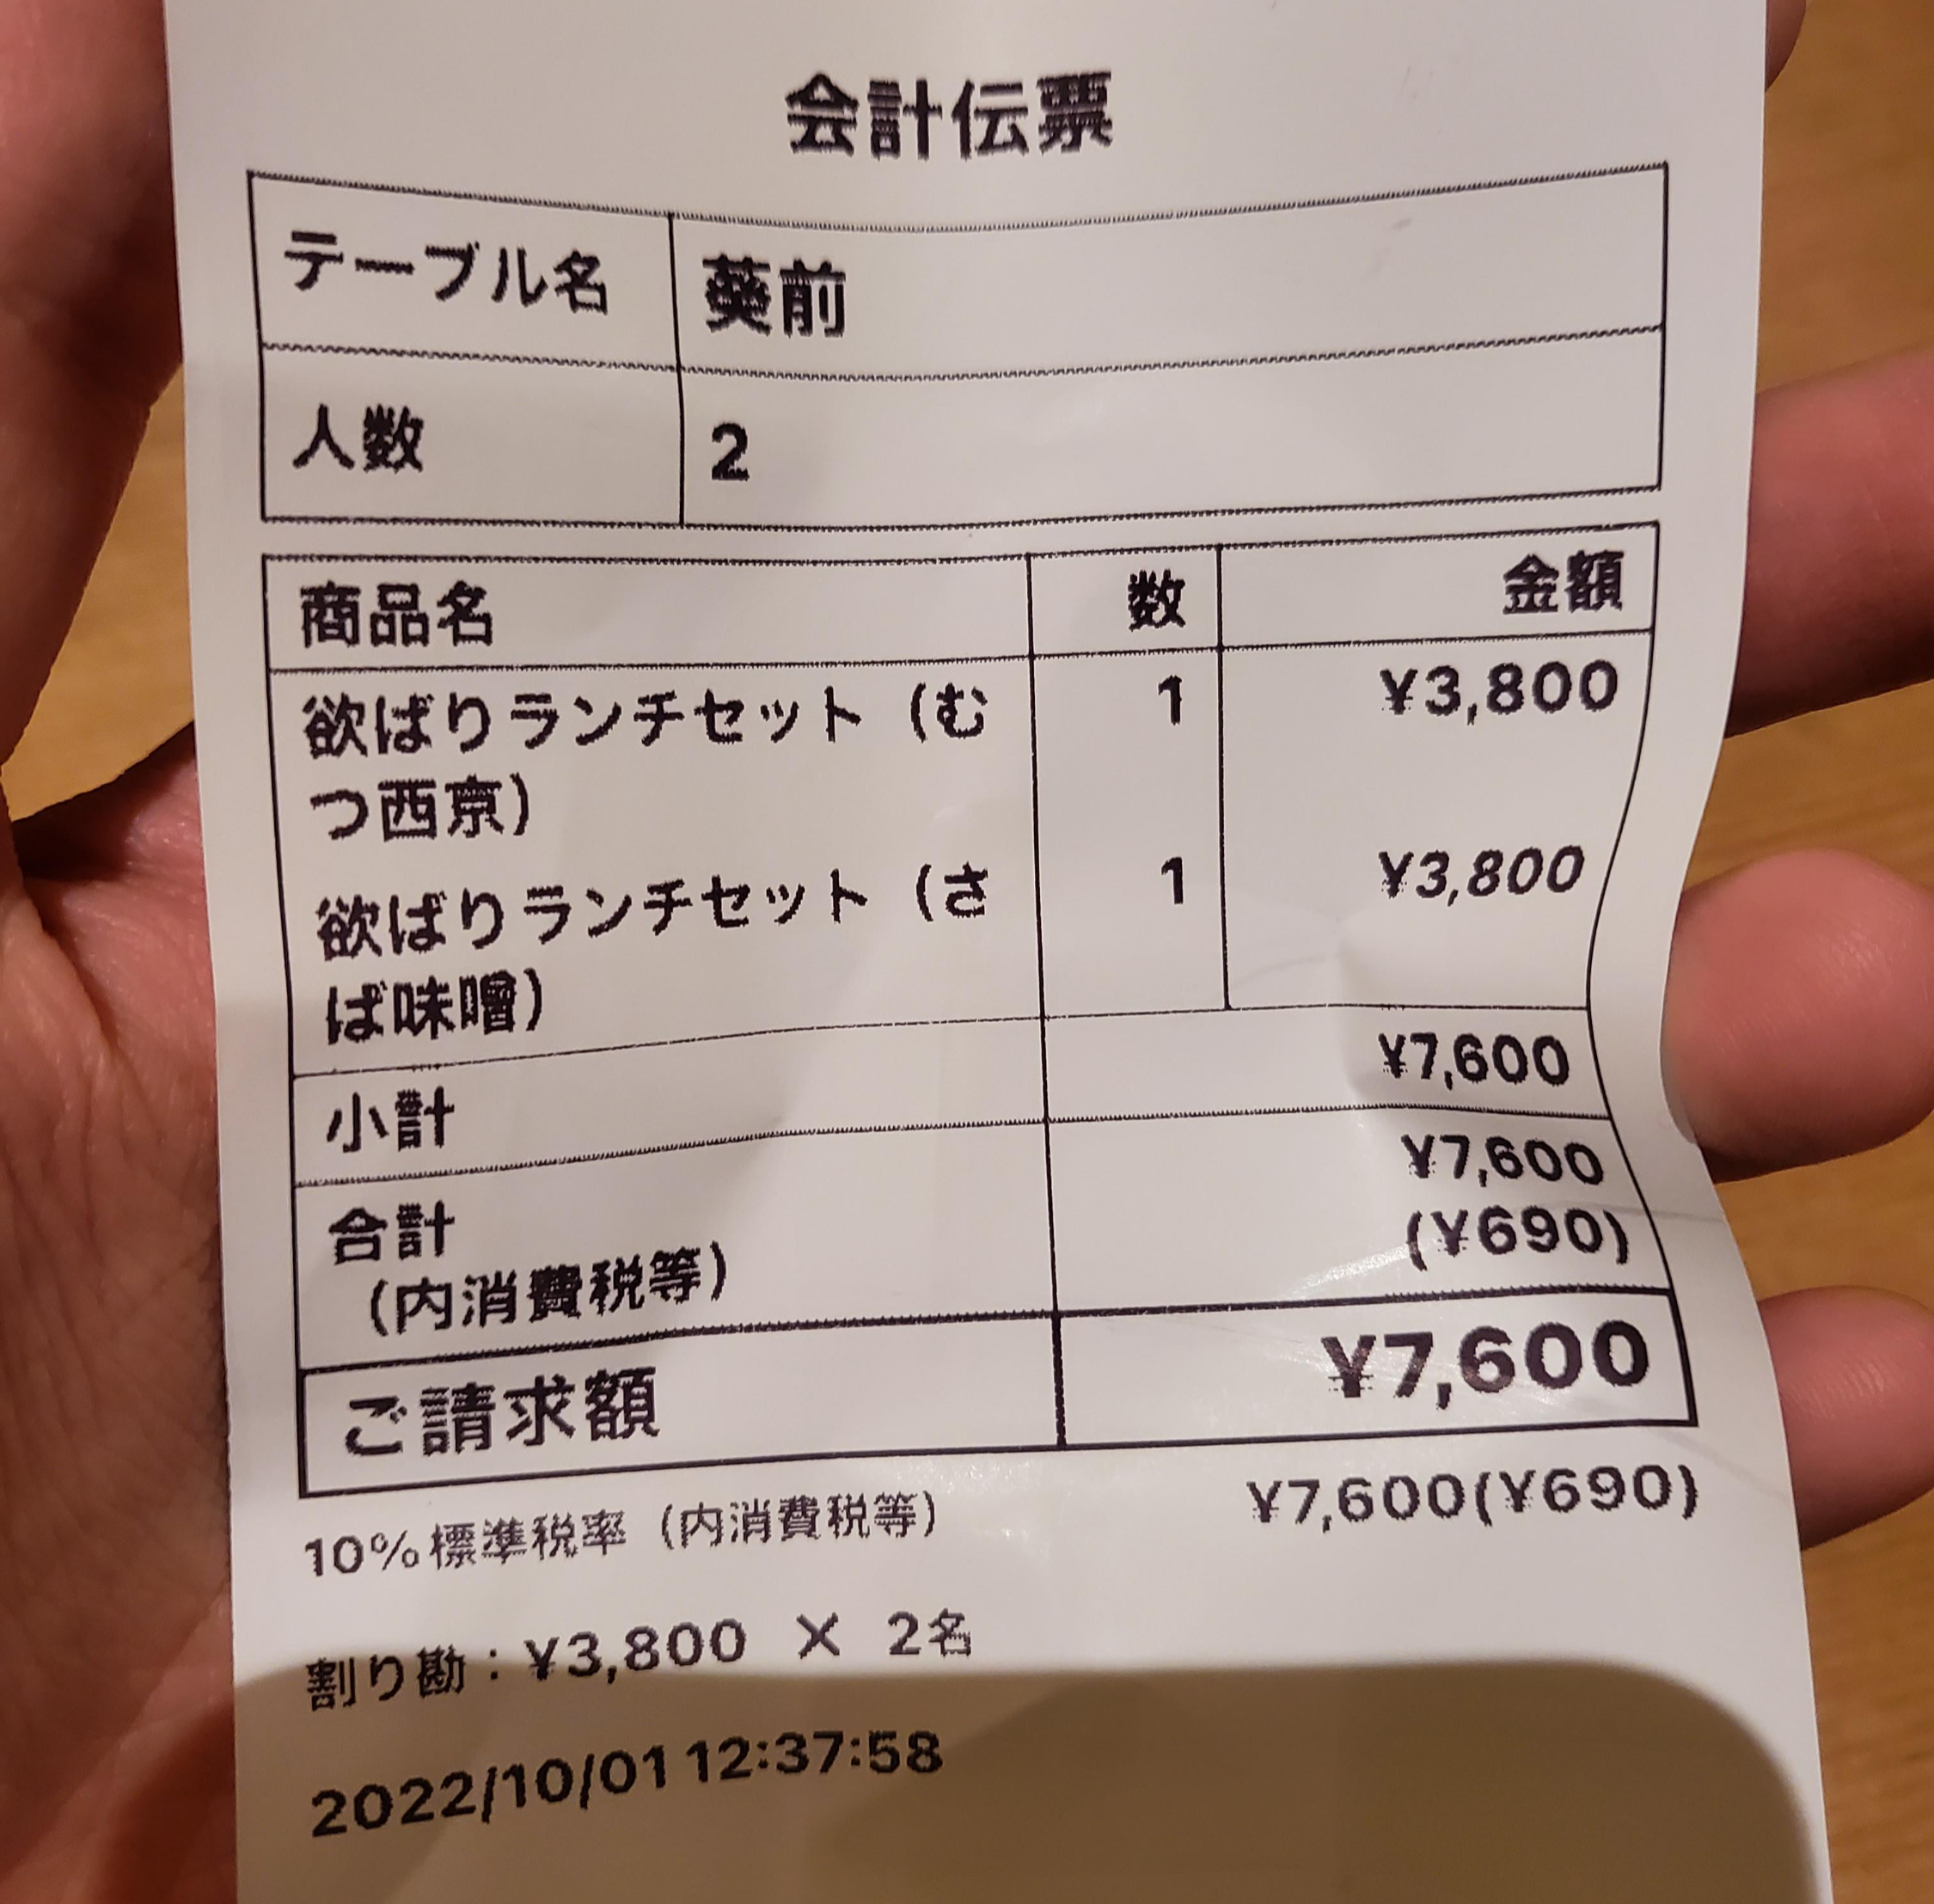 会計伝票
テーブル名 葵前
人数 2
商品名 数 金額
欲ばりランチセット（む 1 ¥3,800
つ西京）
欲ばりランチセット（さ 1 ¥3,800
ば味噌）
小計 ¥7,600
合計 ¥7,600
（内消費税等） (¥690)
ご請求額 ¥7,600
10%標準税率（内消費税等） ¥7,600(¥690)
割り勘：¥3,800 × 2名
2022/10/01 12:37:58